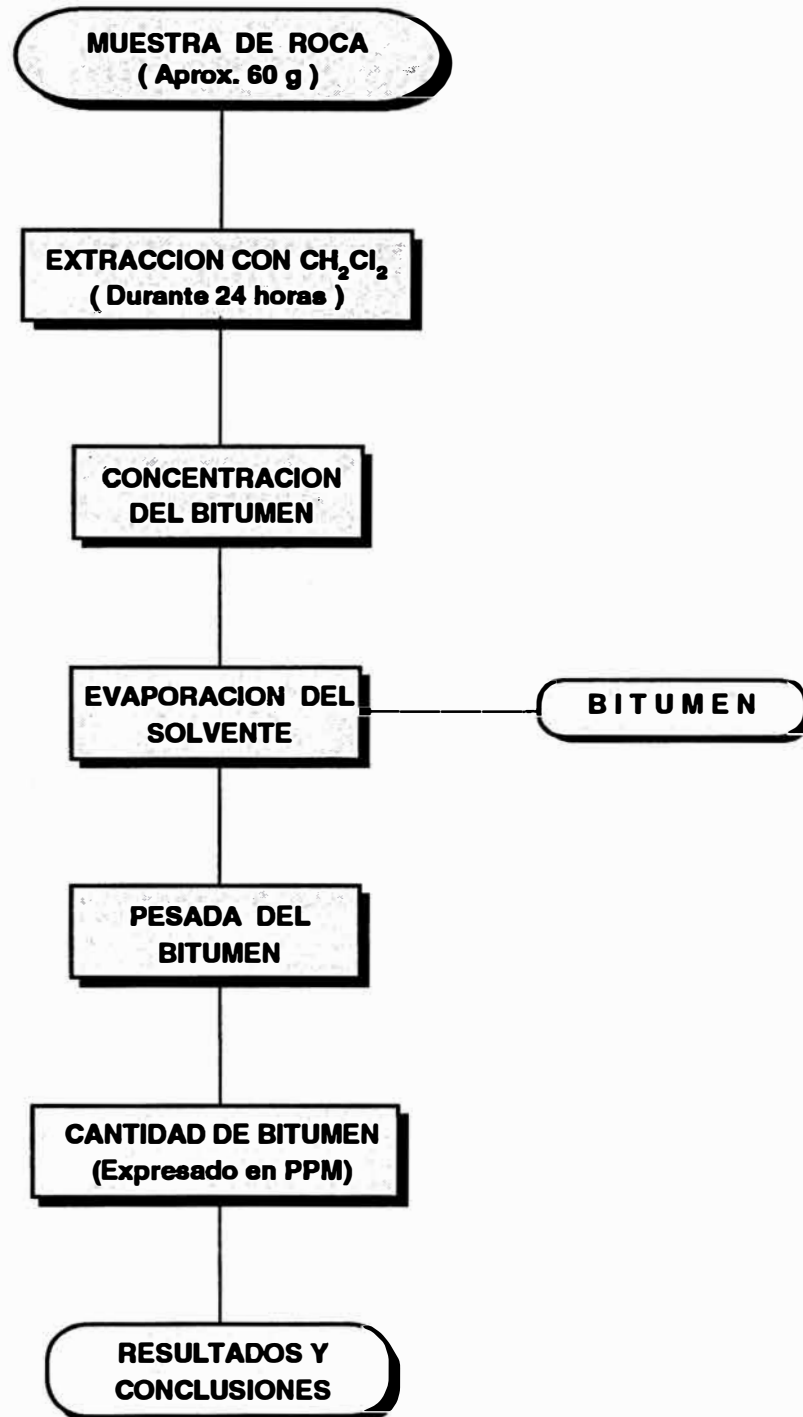 MUESTRA DE ROCA
( Aprox. 60 g )
EXTRACCION CON CH₂Cl₂
( Durante 24 horas )
CONCENTRACION
DEL BITUMEN
EVAPORACION DEL
SOLVENTE
B I T U M E N
PESADA DEL
BITUMEN
CANTIDAD DE BITUMEN
(Expresado en PPM)
RESULTADOS Y
CONCLUSIONES